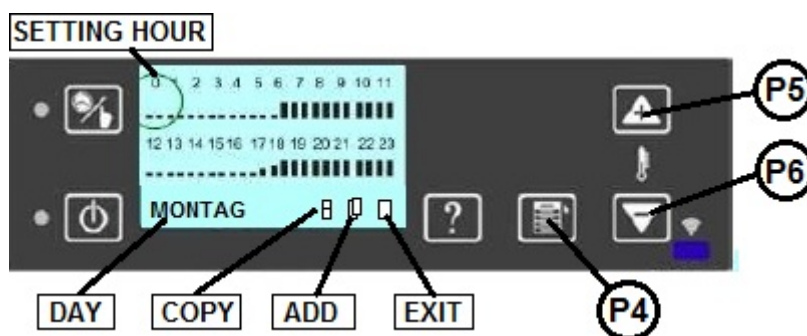 SETTING HOUR
0 1 2 3 4 5 6 7 8 9 10 11
12 13 14 15 16 17 18 19 20 21 22 23
P5
P6
MONTAG
?
DAY
COPY
ADD
EXIT
P4